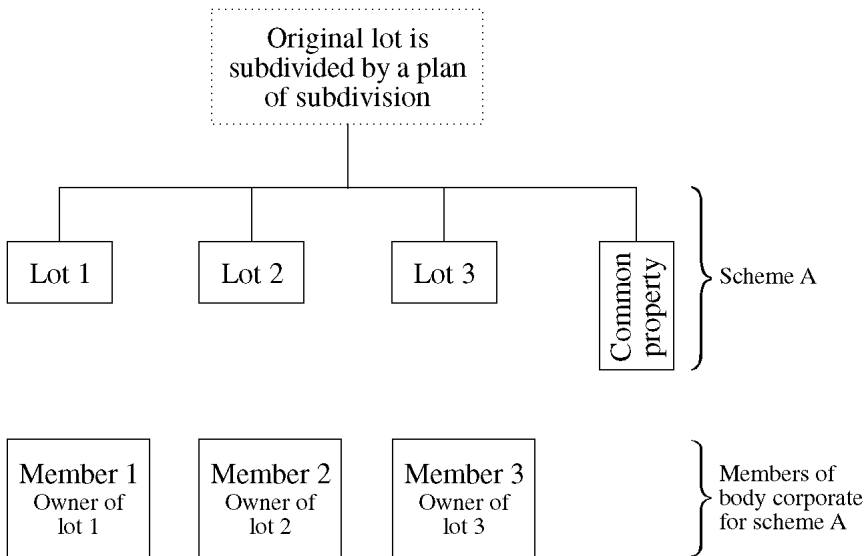 Original lot is
subdivided by a plan
of subdivision
Lot 1
Lot 2
Lot 3
Common
property
Scheme A
Member 1
Owner of
lot 1
Member 2
Owner of
lot 2
Member 3
Owner of
lot 3
Members of
body corporate
for scheme A